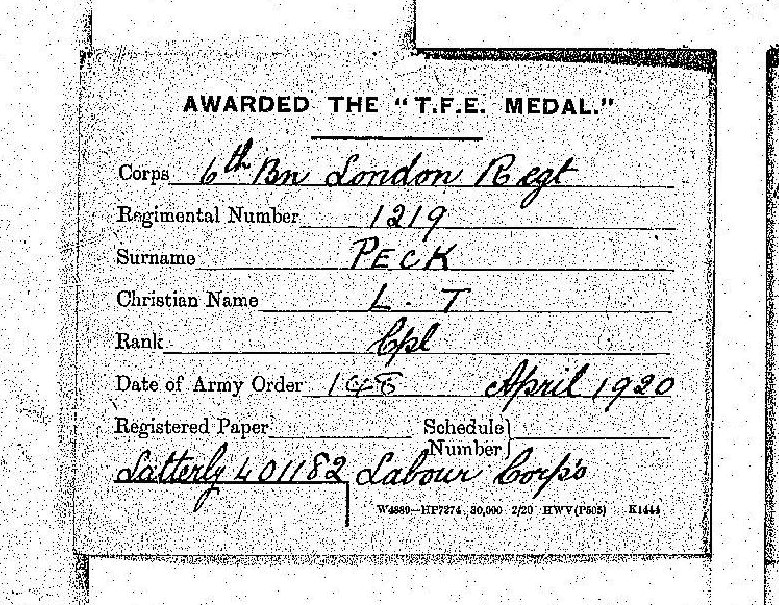 AWARDED THE "T.F.E. MEDAL."
Corps 6th Bn London Regt
Regimental Number 1219
Surname PECK
Christian Name L. T
Rank Cpl
Date of Army Order April 1920
Registered Paper Schedule Number
Latterly 401182 Labour Corps
W4889—HP7274 30,000 2/20 HWV(P505) K1444